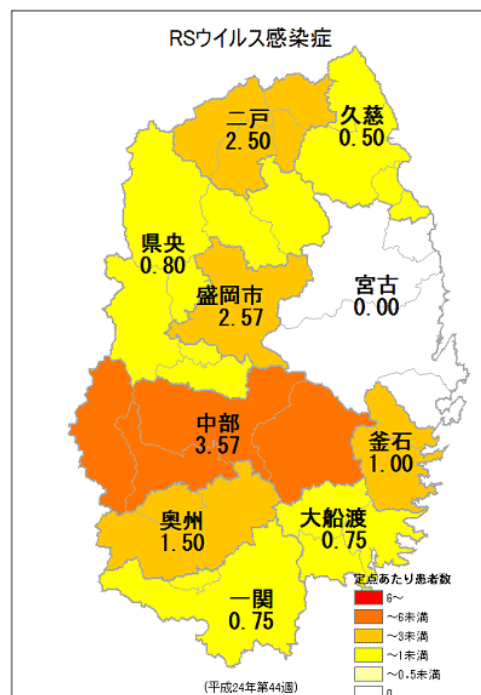 RSウイルス感染症
二戸
2.50
久慈
0.50
県央
0.80
盛岡市
2.57
宮古
0.00
中部
3.57
釜石
1.00
奥州
1.50
大船渡
0.75
一関
0.75
定点あたり患者数
6～
～6未満
～3未満
～1未満
～0.5未満
0
(平成24年第44週)